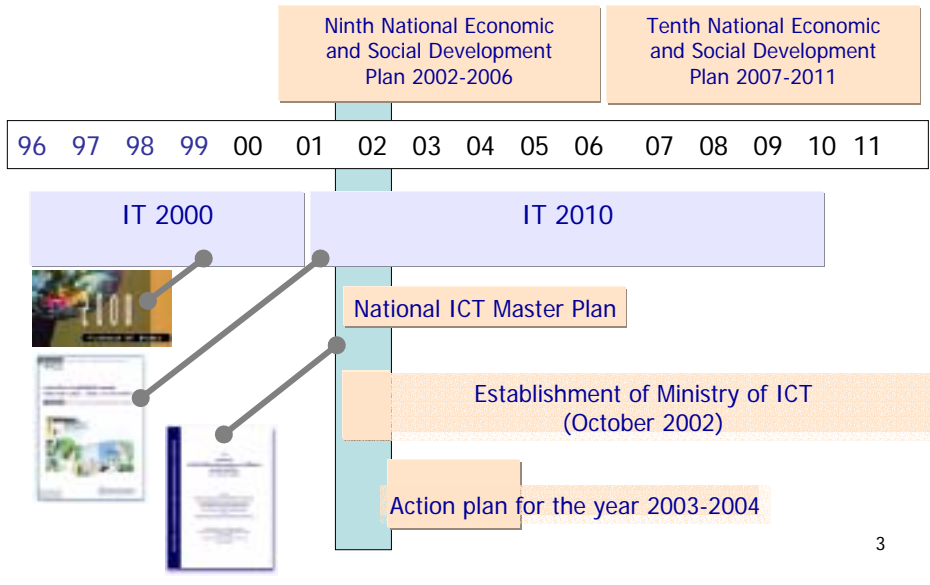 Ninth National Economic
and Social Development
Plan 2002-2006
Tenth National Economic
and Social Development
Plan 2007-2011
96 97 98 99 00 01 02 03 04 05 06 07 08 09 10 11
IT 2000
IT 2010
National ICT Master Plan
Establishment of Ministry of ICT
(October 2002)
Action plan for the year 2003-2004
3